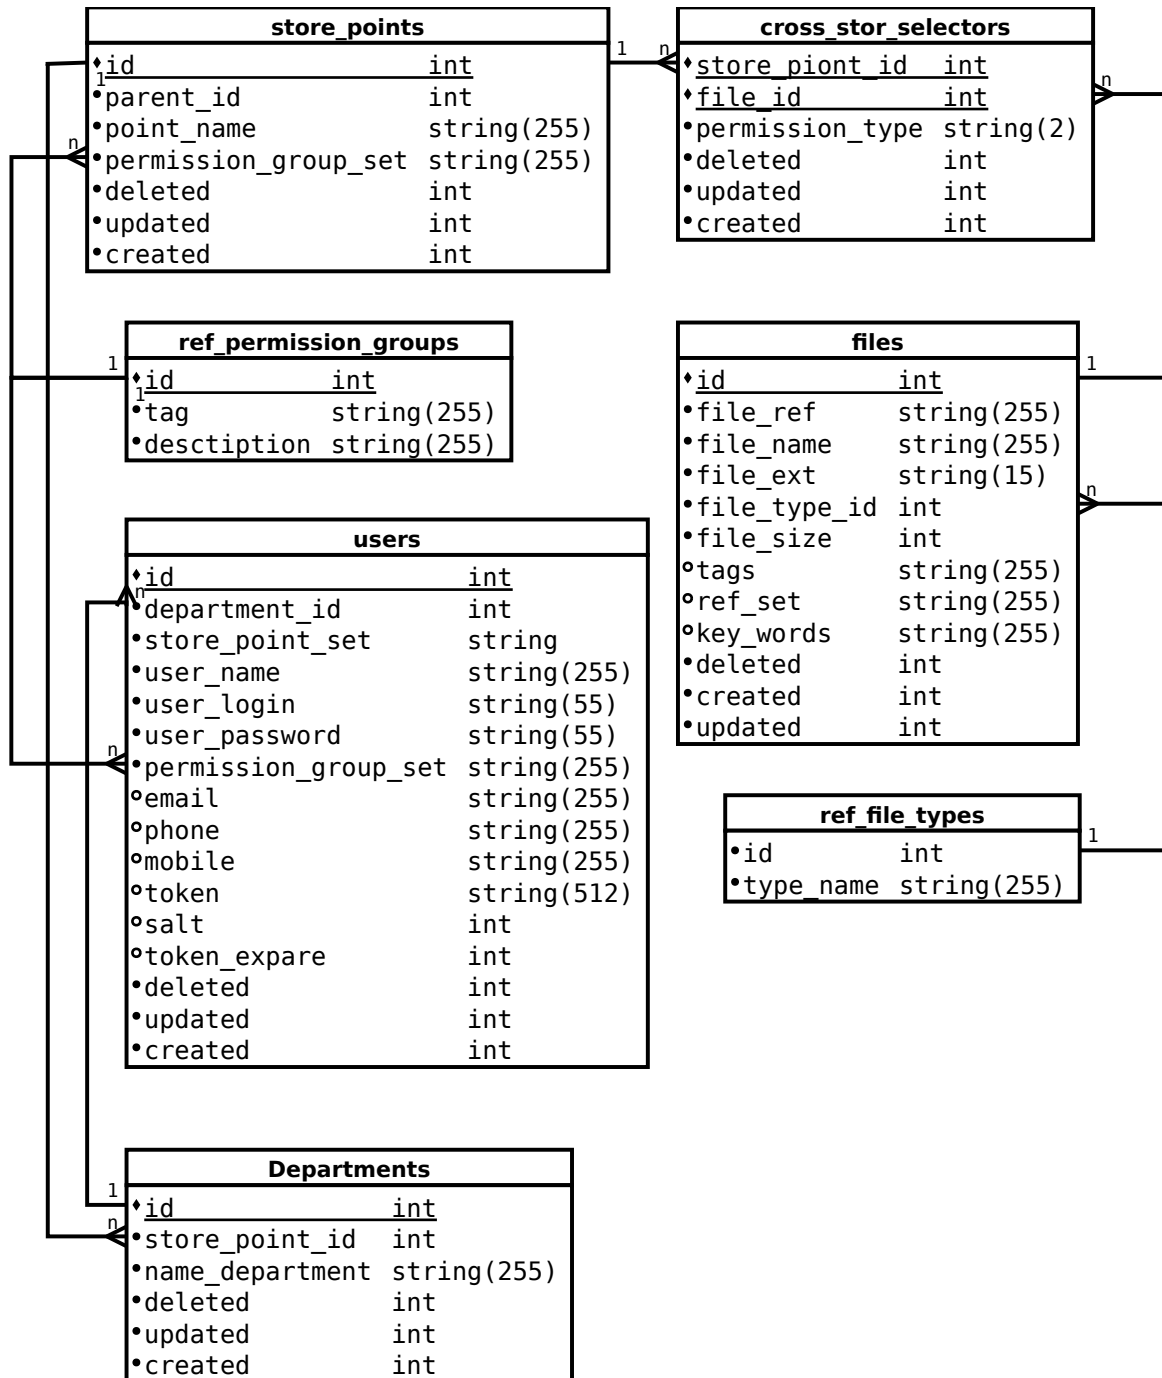 store_points
id int
parent_id int
point_name string(255)
permission_group_set string(255)
deleted int
updated int
created int
1
n
1 n
cross_stor_selectors
store_piont_id int
file_id int
permission_type string(2)
deleted int
updated int
created int
n
ref_permission_groups
1
id int
1
tag string(255)
desctiption string(255)
files
id int
file_ref string(255)
file_name string(255)
file_ext string(15)
file_type_id int
file_size int
tags string(255)
ref_set string(255)
key_words string(255)
deleted int
created int
updated int
1
n
users
id int
n
department_id int
store_point_set string
user_name string(255)
user_login string(55)
user_password string(55)
n
permission_group_set string(255)
email string(255)
phone string(255)
mobile string(255)
token string(512)
salt int
token_expare int
deleted int
updated int
created int
ref_file_types
id int
type_name string(255)
1
Departments
1
id int
n
store_point_id int
name_department string(255)
deleted int
updated int
created int